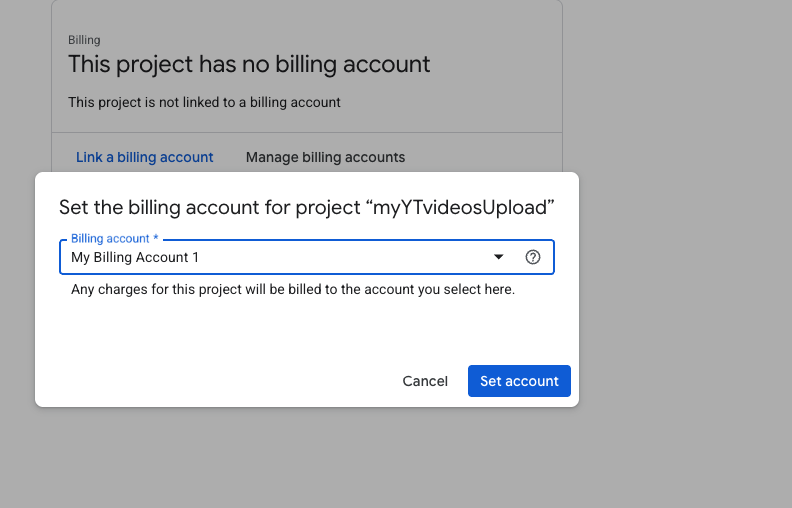 Billing
This project has no billing account
This project is not linked to a billing account
Link a billing account
Manage billing accounts
Set the billing account for project “myYTvideosUpload”
Billing account *
My Billing Account 1
Any charges for this project will be billed to the account you select here.
Cancel
Set account